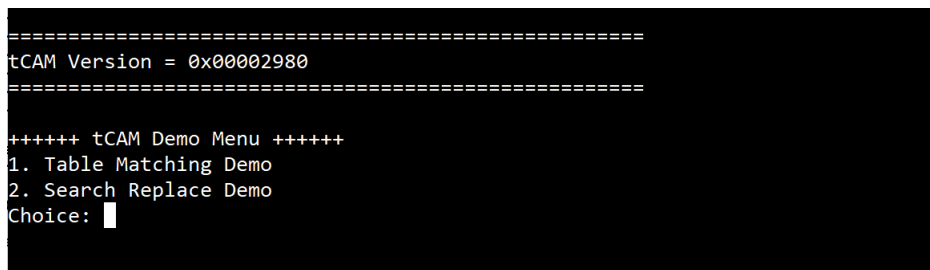 =====================================================
tCAM Version = 0x00002980
=====================================================
++++++ tCAM Demo Menu ++++++
1. Table Matching Demo
2. Search Replace Demo
Choice: